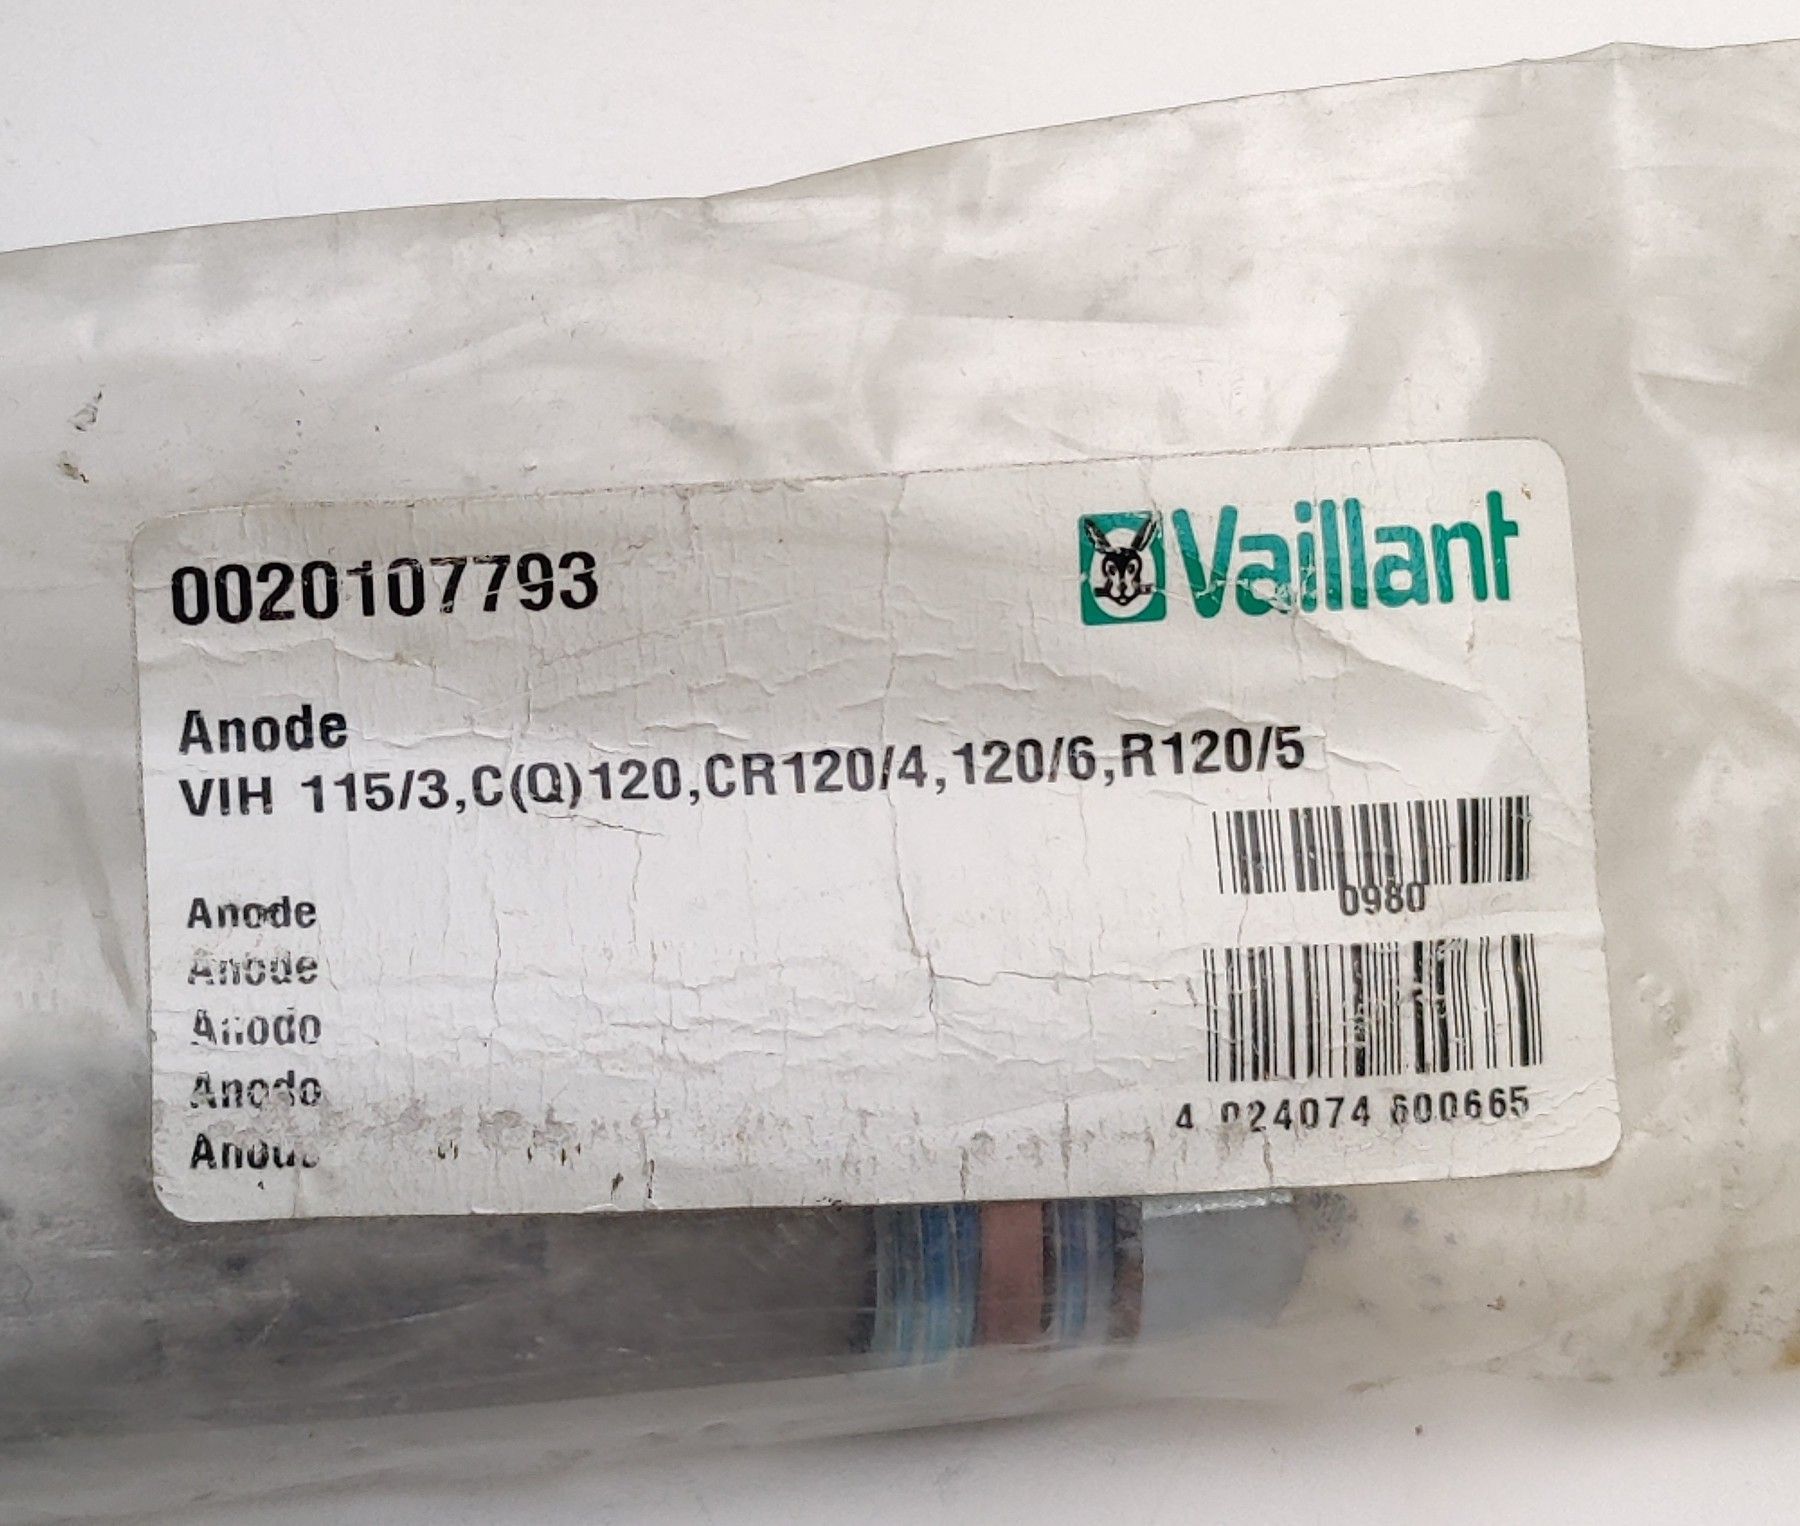 0020107793
Vaillant
Anode
VIH 115/3,C(Q)120,CR120/4,120/6,R120/5
0980
Anode
Anode
Anodo
Anodo
4 024074 600665